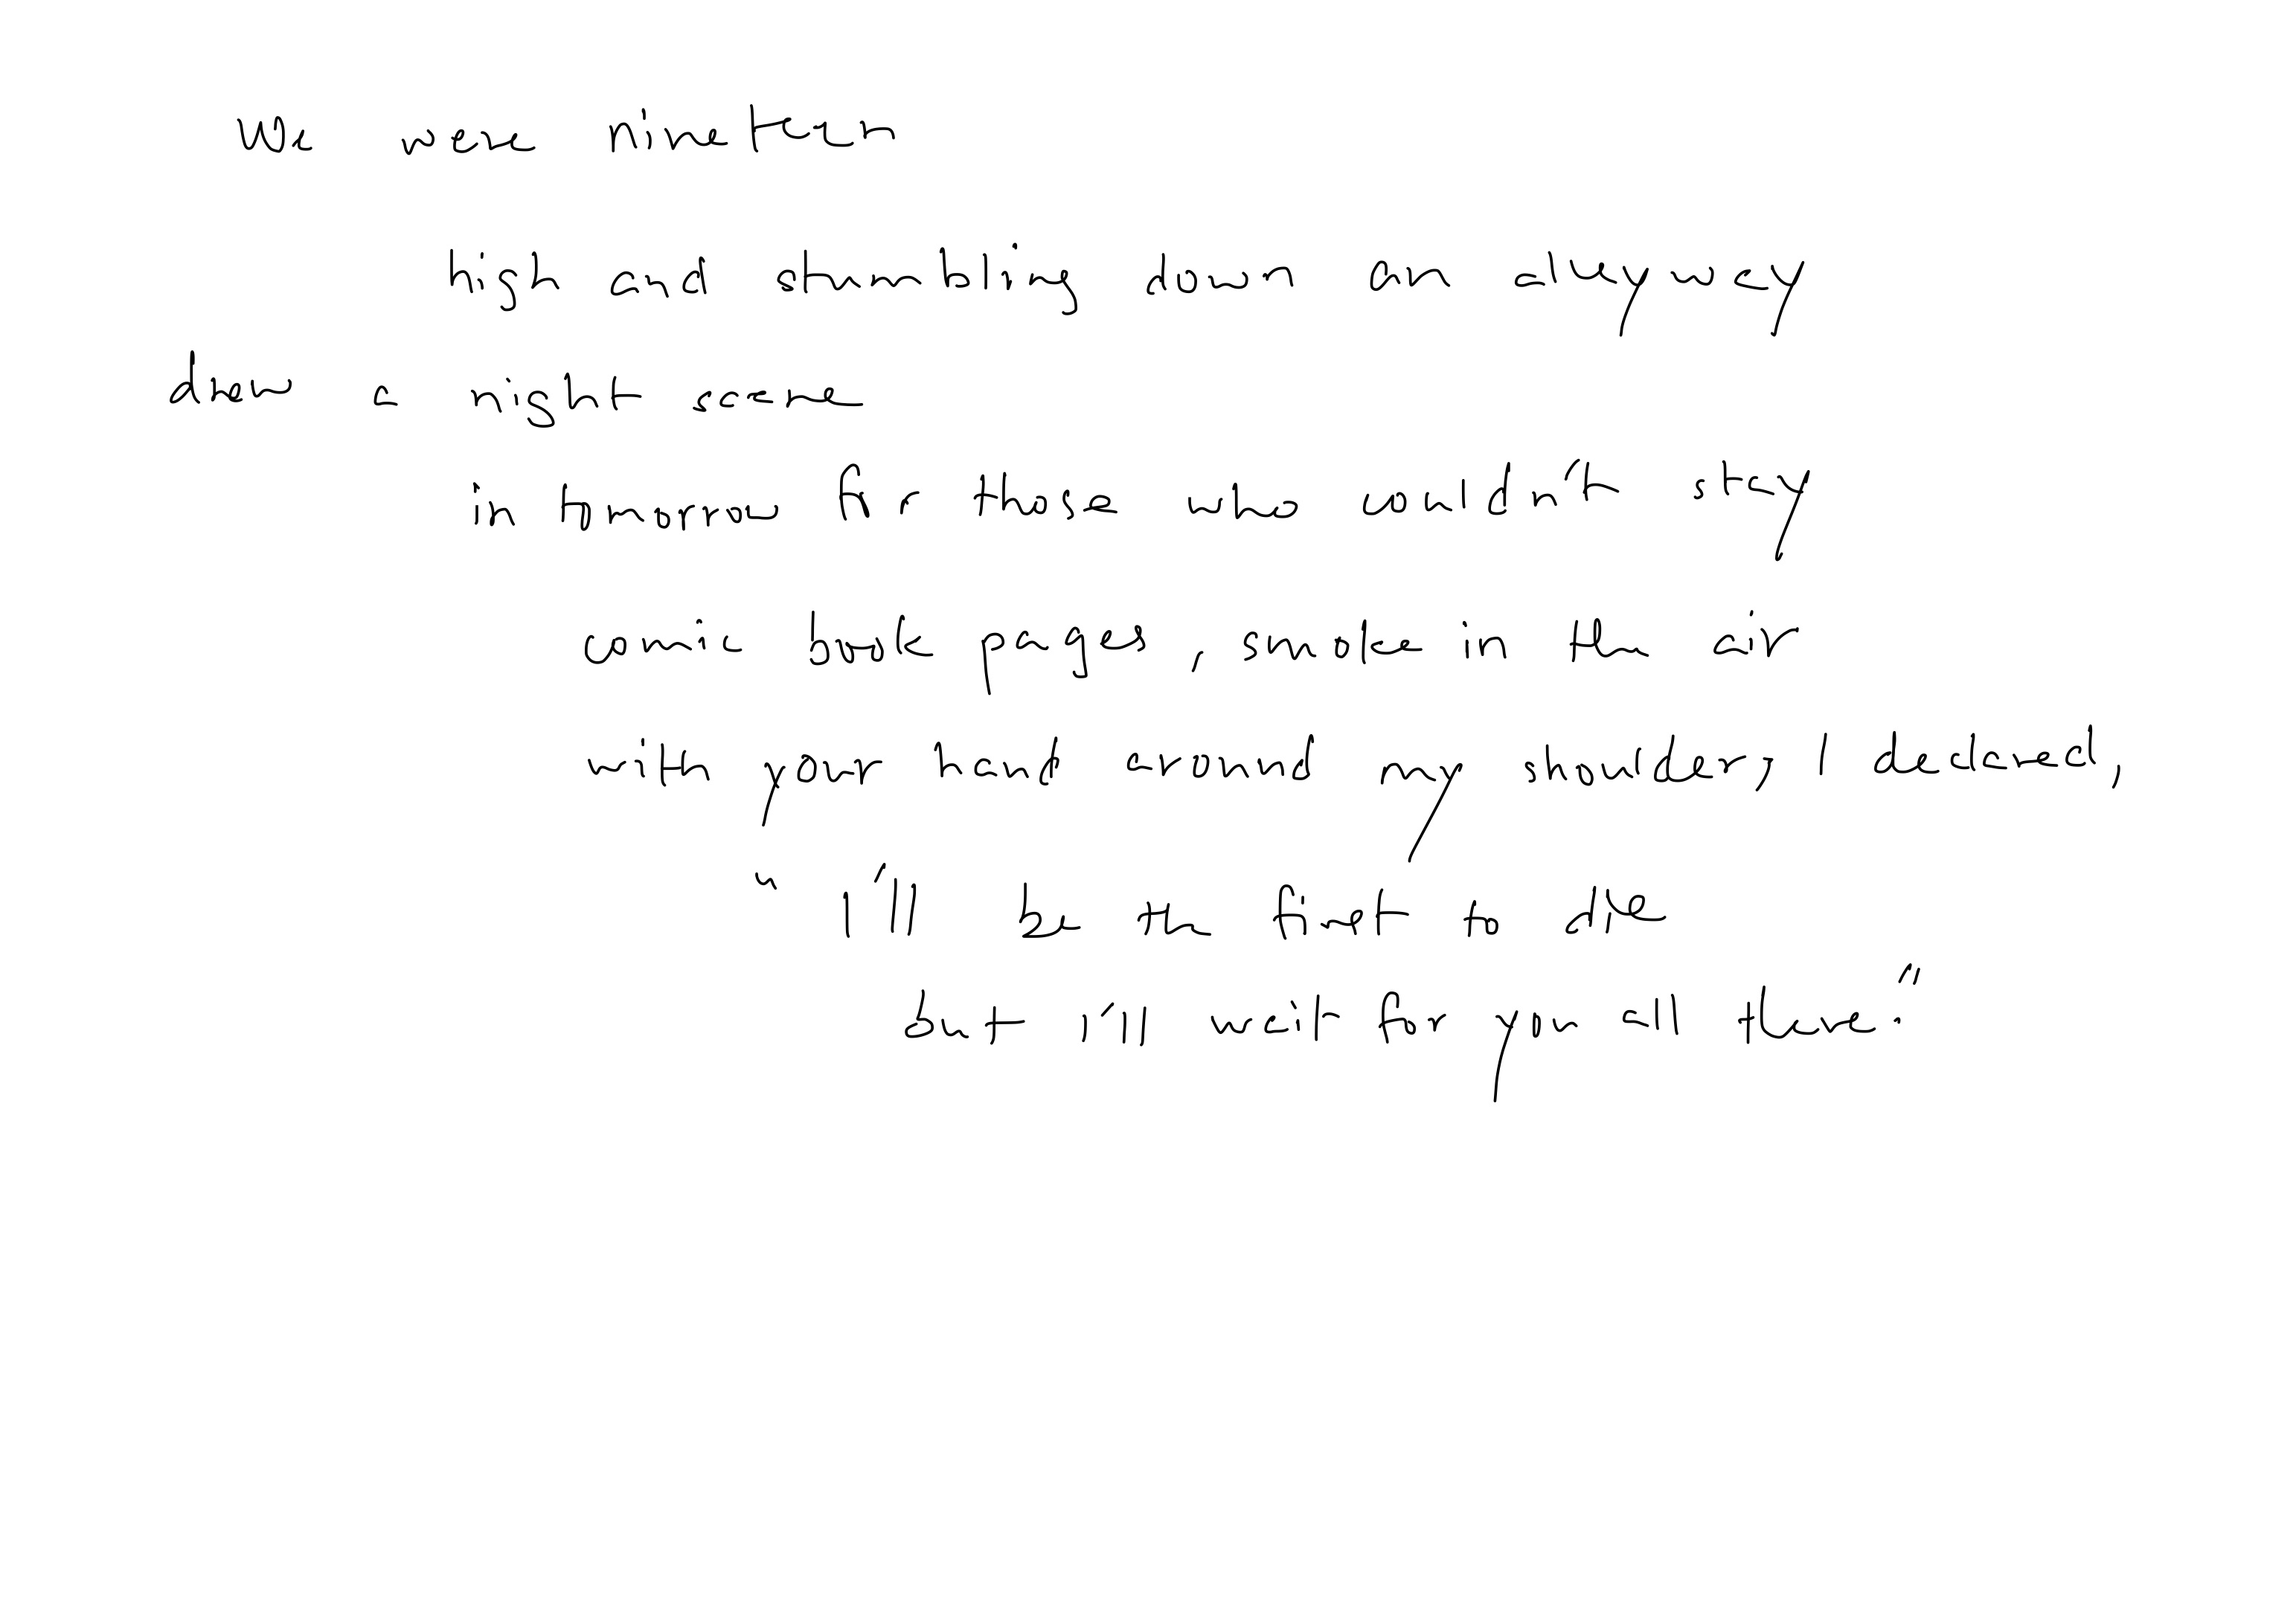 We were nineteen
high and stumbling down an alleyway
drew a night scene
in tomorrow for those who couldn't stay
comic book pages, smoke in the air
with your hand around my shoulder, I declared,
"I'll be the first to die
but I'll wait for you all there."